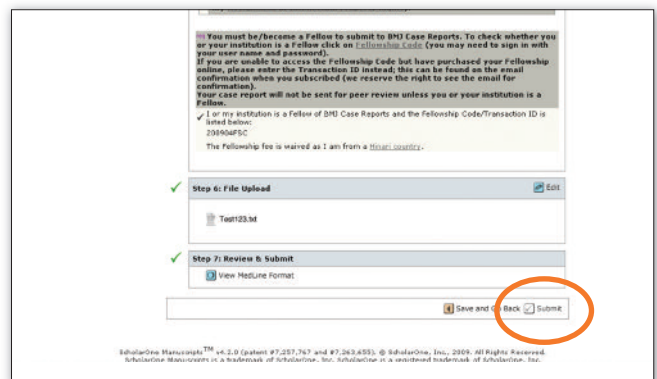 You must be/become a Fellow to submit to BMJ Case Reports. To check whether you
or your institution is a Fellow click on Fellowship Code (you may need to sign in with
your user name and password).
If you are unable to access the Fellowship Code but have purchased your Fellowship
online, please enter the Transaction ID instead; this can be found on the email
confirmation when you subscribed (we reserve the right to see the email for
confirmation).
Your case report will not be sent for peer review unless you or your institution is a
Fellow.
✓ I or my institution is a Fellow of BMJ Case Reports and the Fellowship Code/Transaction ID is
listed below:
208904FSC
The Fellowship fee is waived as I am from a Hinari country.
Step 6: File Upload
Edit
Test123.txt
Step 7: Review & Submit
View MedLine Format
Save and Go Back
Submit
ScholarOne Manuscripts™ v4.2.0 (patent #7,257,767 and #7,263,655). © ScholarOne, Inc., 2009. All Rights Reserved.
ScholarOne Manuscripts is a trademark of ScholarOne, Inc. ScholarOne is a registered trademark of ScholarOne, Inc.